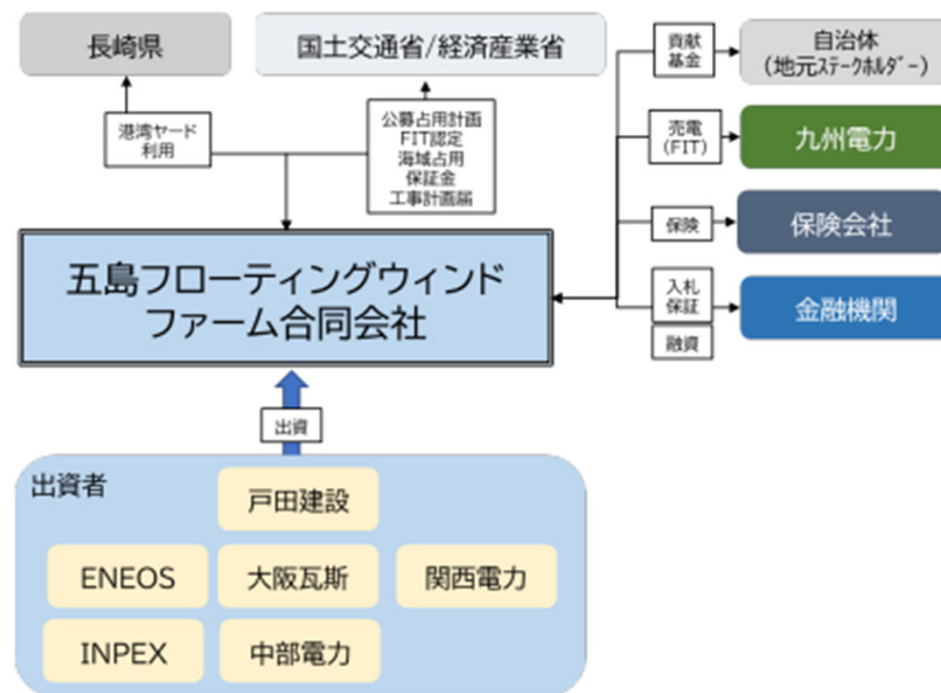 長崎県
国土交通省/経済産業省
港湾ヤード
利用
公募占用計画
FIT認定
海域占用
保証金
工事計画届
貢献
基金
自治体
(地元ｽﾃｰｸﾎﾙﾀﾞｰ)
売電
(FIT)
九州電力
保険
保険会社
入札
保証
融資
金融機関
五島フローティングウィンド
ファーム合同会社
出資
出資者
戸田建設
ENEOS
大阪瓦斯
関西電力
INPEX
中部電力